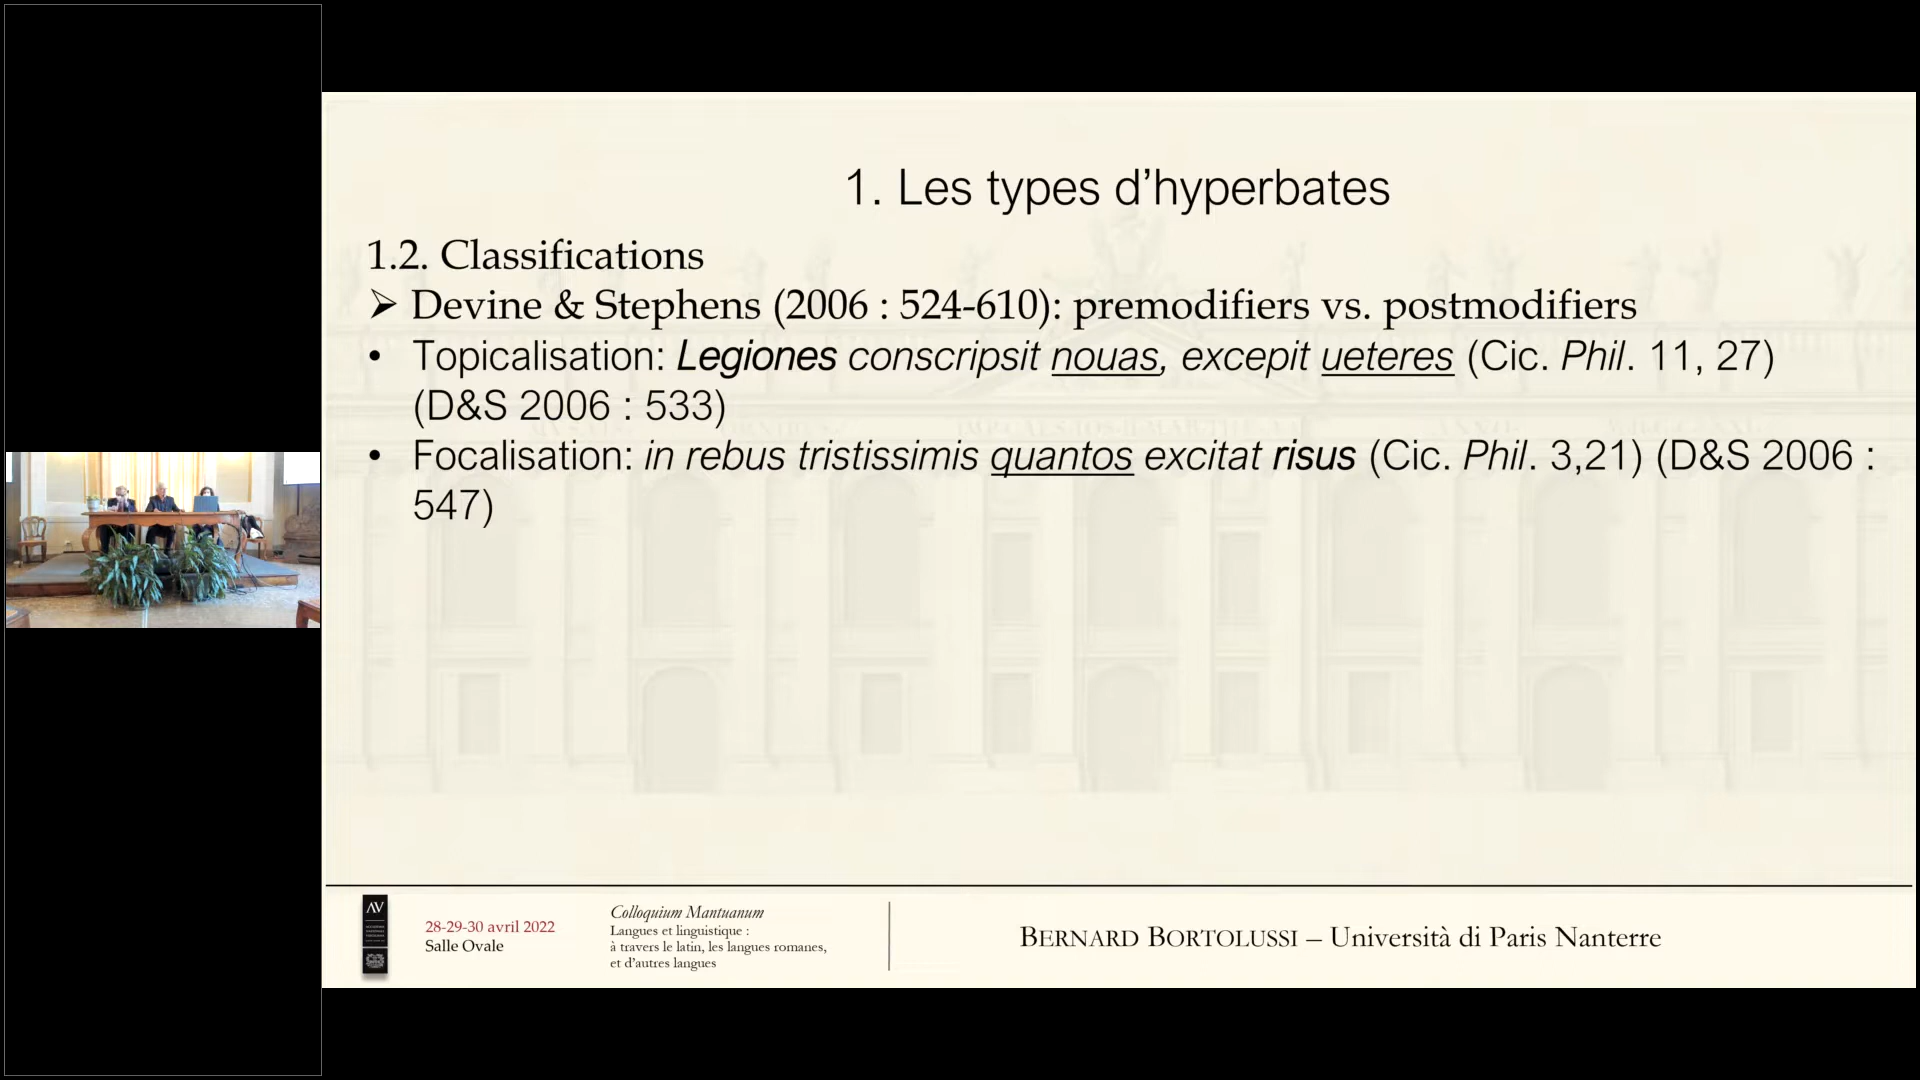 1. Les types d’hyperbates
1.2. Classifications
➢ Devine & Stephens (2006 : 524-610): premodifiers vs. postmodifiers
• Topicalisation: Legiones conscripsit nouas, excepit ueteres (Cic. Phil. 11, 27)
(D&S 2006 : 533)
• Focalisation: in rebus tristissimis quantos excitat risus (Cic. Phil. 3,21) (D&S 2006 :
547)
AV
28-29-30 avril 2022
Salle Ovale
Colloquium Mantuanum
Langues et linguistique :
à travers le latin, les langues romanes,
et d’autres langues
BERNARD BORTOLUSSI – Università di Paris Nanterre